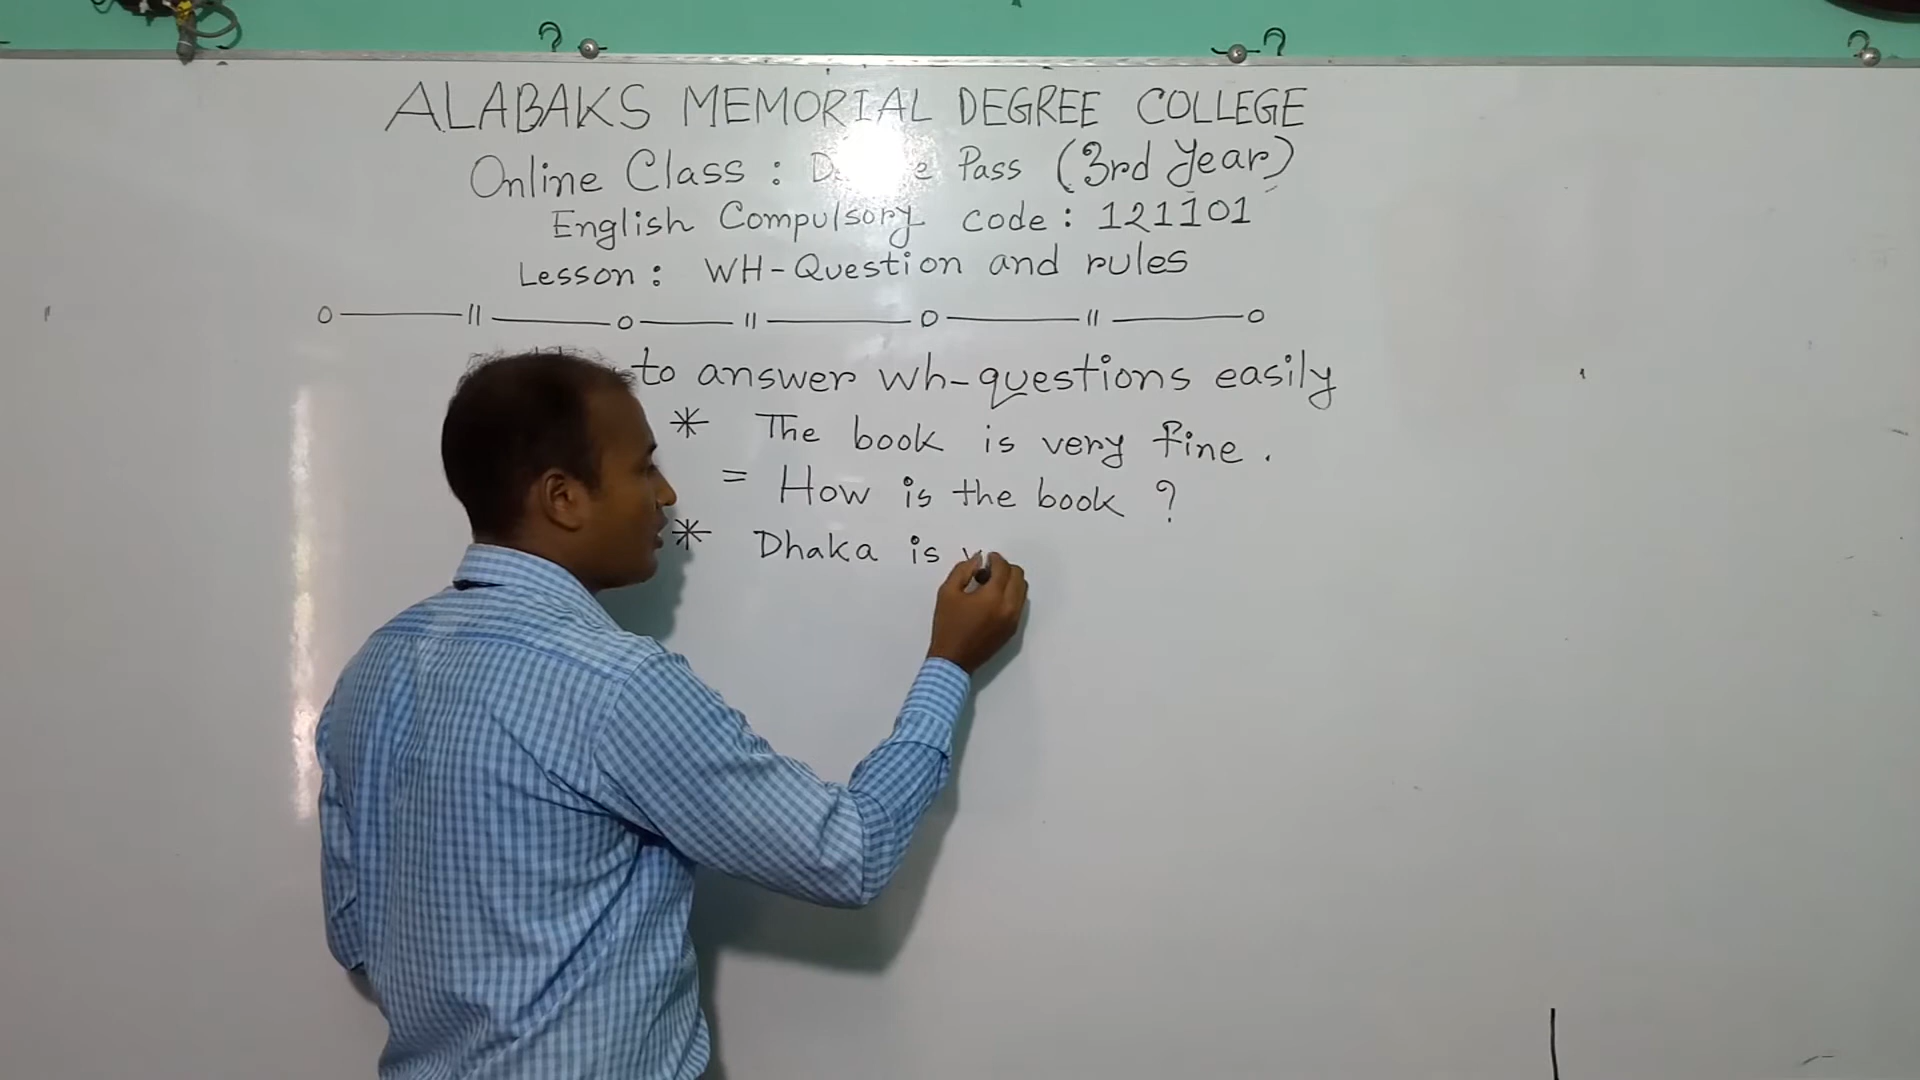 ALABAKS MEMORIAL DEGREE COLLEGE
Online Class : Pass (3rd Year)
English Compulsory code : 121101
Lesson : WH-Question and rules
to answer wh-questions easily
* The book is very fine.
= How is the book ?
* Dhaka is